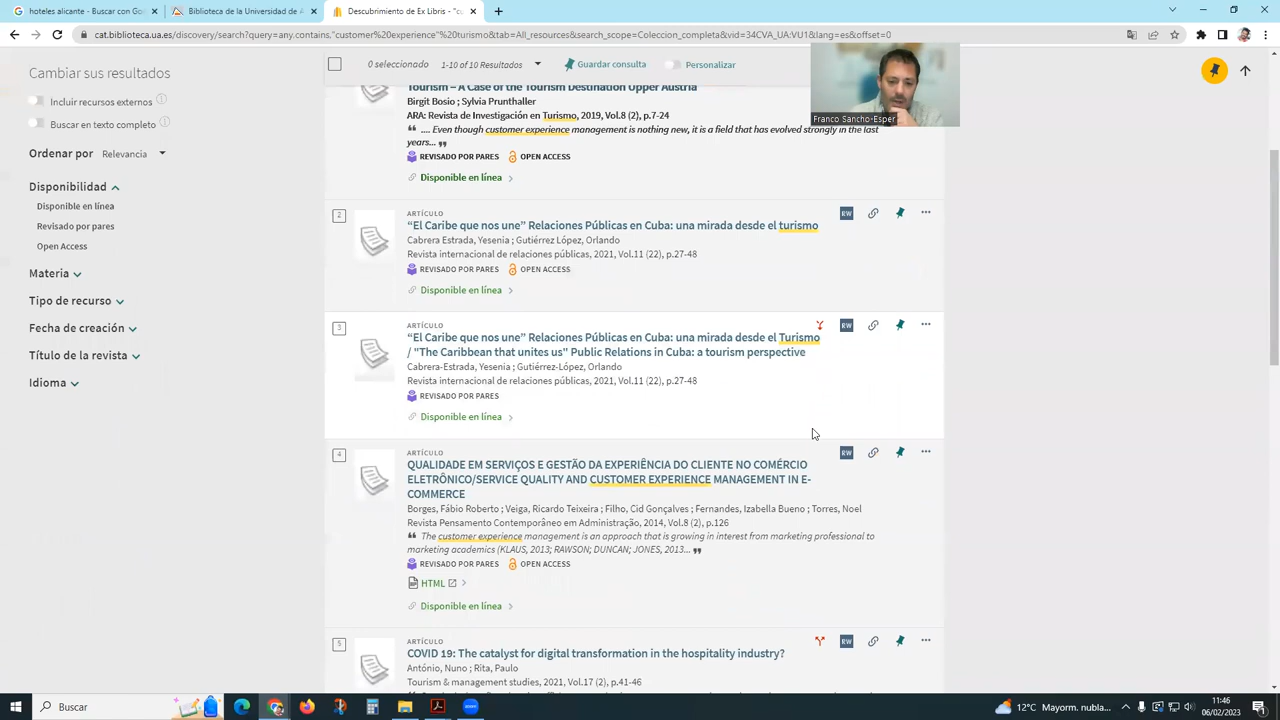 hoteles alicante - Buscar con Goo
Biblioteca de la Universidad de A
Descubrimiento de Ex Libris - "cu
cat.biblioteca.ua.es/discovery/search?query=any.contains,"customer%20experience"%20turismo&tab=All_resources&search_scope=Coleccion_completa&vid=34CVA_UA:VU1&lang=es&offset=0
Cambiar sus resultados
Incluir recursos externos
Buscar en texto completo
Ordenar por Relevancia
Disponibilidad
Disponible en línea
Revisado por pares
Open Access
Materia
Tipo de recurso
Fecha de creación
Título de la revista
Idioma
0 seleccionado 1-10 of 10 Resultados Guardar consulta Personalizar
Franco Sancho-Esper
Tourism – A Case of the Tourism Destination Upper Austria
Birgit Bosio ; Sylvia Prunthaller
ARA: Revista de Investigación en Turismo, 2019, Vol.8 (2), p.7-24
" .... Even though customer experience management is nothing new, it is a field that has evolved strongly in the last
years... "
REVISADO POR PARES OPEN ACCESS
Disponible en línea
2
ARTÍCULO
RW
“El Caribe que nos une” Relaciones Públicas en Cuba: una mirada desde el turismo
Cabrera Estrada, Yesenia ; Gutiérrez López, Orlando
Revista internacional de relaciones públicas, 2021, Vol.11 (22), p.27-48
REVISADO POR PARES OPEN ACCESS
Disponible en línea
3
ARTÍCULO
RW
“El Caribe que nos une” Relaciones Públicas en Cuba: una mirada desde el Turismo
/ "The Caribbean that unites us" Public Relations in Cuba: a tourism perspective
Cabrera-Estrada, Yesenia ; Gutiérrez-López, Orlando
Revista internacional de relaciones públicas, 2021, Vol.11 (22), p.27-48
REVISADO POR PARES
Disponible en línea
4
ARTÍCULO
RW
QUALIDADE EM SERVIÇOS E GESTÃO DA EXPERIÊNCIA DO CLIENTE NO COMÉRCIO
ELETRÔNICO/SERVICE QUALITY AND CUSTOMER EXPERIENCE MANAGEMENT IN E-
COMMERCE
Borges, Fábio Roberto ; Veiga, Ricardo Teixeira ; Filho, Cid Gonçalves ; Fernandes, Izabella Bueno ; Torres, Noel
Revista Pensamento Contemporâneo em Administração, 2014, Vol.8 (2), p.126
" The customer experience management is an approach that is growing in interest from marketing professional to
marketing academics (KLAUS, 2013; RAWSON; DUNCAN; JONES, 2013... "
REVISADO POR PARES OPEN ACCESS
HTML
Disponible en línea
5
ARTÍCULO
RW
COVID 19: The catalyst for digital transformation in the hospitality industry?
António, Nuno ; Rita, Paulo
Tourism & management studies, 2021, Vol.17 (2), p.41-46
Buscar
12°C Mayorm. nubla...
11:46
06/02/2023